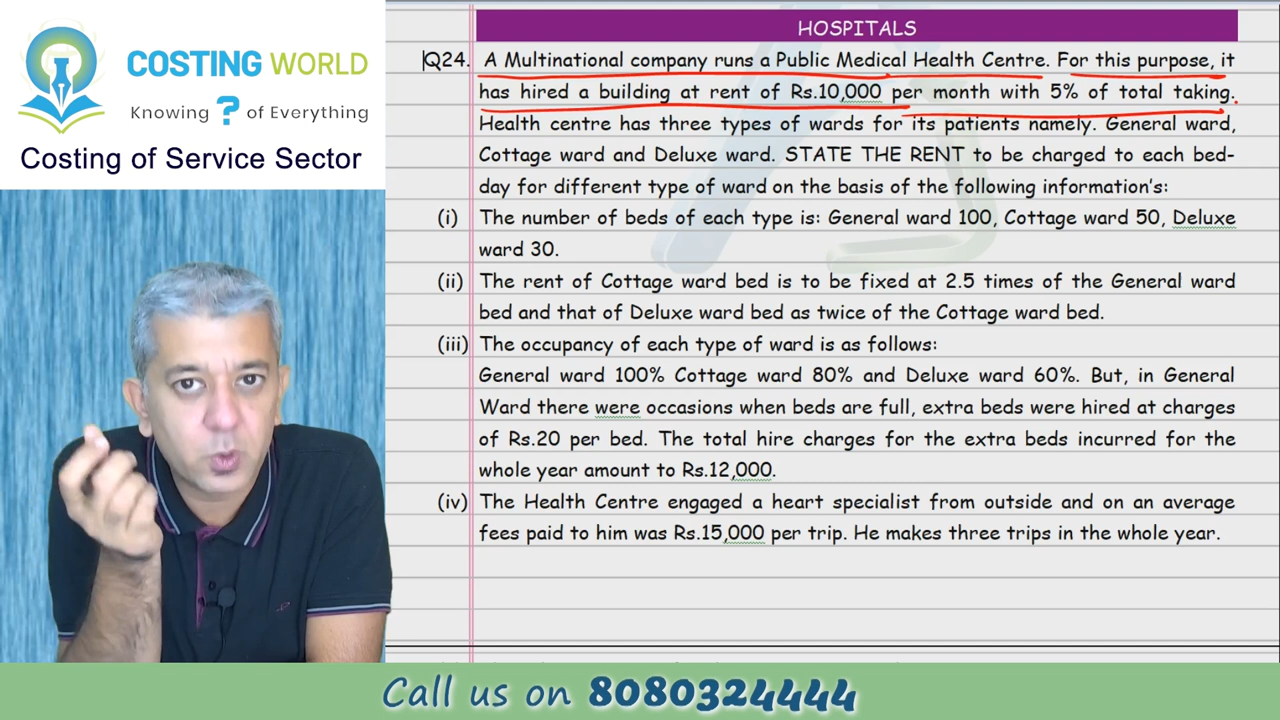 COSTING WORLD
Knowing ? of Everything
Costing of Service Sector
HOSPITALS
Q24. A Multinational company runs a Public Medical Health Centre. For this purpose, it
has hired a building at rent of Rs.10,000 per month with 5% of total taking.
Health centre has three types of wards for its patients namely. General ward,
Cottage ward and Deluxe ward. STATE THE RENT to be charged to each bed-
day for different type of ward on the basis of the following information's:
(i) The number of beds of each type is: General ward 100, Cottage ward 50, Deluxe
ward 30.
(ii) The rent of Cottage ward bed is to be fixed at 2.5 times of the General ward
bed and that of Deluxe ward bed as twice of the Cottage ward bed.
(iii) The occupancy of each type of ward is as follows:
General ward 100% Cottage ward 80% and Deluxe ward 60%. But, in General
Ward there were occasions when beds are full, extra beds were hired at charges
of Rs.20 per bed. The total hire charges for the extra beds incurred for the
whole year amount to Rs.12,000.
(iv) The Health Centre engaged a heart specialist from outside and on an average
fees paid to him was Rs.15,000 per trip. He makes three trips in the whole year.
Call us on 8080324444